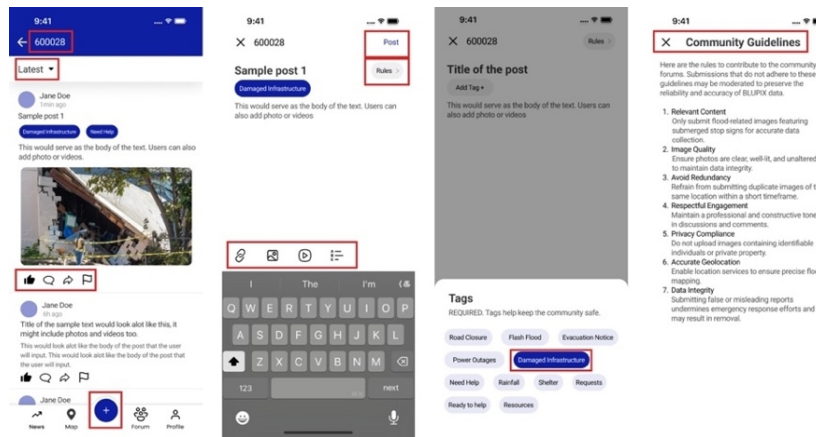 9:41
600028
Latest
Jane Doe
1min ago
Sample post 1
Damaged Infrastructure
Need Help
This would serve as the body of the text. Users can also
add photo or videos.
Jane Doe
6h ago
Title of the sample text would look alot like this, it
might include photos and videos too.
This would look alot like the body of the post that the user
will input. This would look alot like the body of the post that
the user will input.
Jane Doe
News
Map
Forum
Profile
9:41
600028
Post
Sample post 1
Rules >
Damaged Infrastructure
This would serve as the body of the text. Users can
also add photo or videos
I
The
I'm
Q W E R T Y U I O P
A S D F G H J K L
Z X C V B N M
123
next
9:41
600028
Rules >
Title of the post
Add Tag +
This would serve as the body of the text. Users can
also add photo or videos
Tags
REQUIRED. Tags help keep the community safe.
Road Closure
Flash Flood
Evacuation Notice
Power Outages
Damaged Infrastructure
Need Help
Rainfall
Shelter
Requests
Ready to help
Resources
9:41
Community Guidelines
Here are the rules to contribute to the community
forums. Submissions that do not adhere to these
guidelines may be moderated to preserve the
reliability and accuracy of BLUPIX data.
1. Relevant Content
Only submit flood-related images featuring
submerged stop signs for accurate data
collection.
2. Image Quality
Ensure photos are clear, well-lit, and unaltered
to maintain data integrity.
3. Avoid Redundancy
Refrain from submitting duplicate images of
same location within a short timeframe.
4. Respectful Engagement
Maintain a professional and constructive tone
in discussions and comments.
5. Privacy Compliance
Do not upload images containing identifiable
individuals or private property.
6. Accurate Geolocation
Enable location services to ensure precise
mapping.
7. Data Integrity
Submitting false or misleading reports
undermines emergency response efforts and
may result in removal.